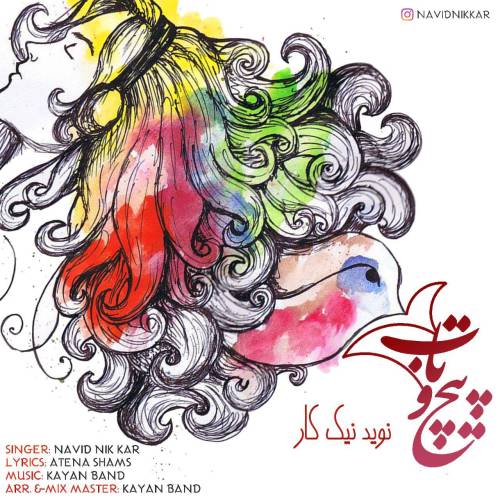 NAVIDNIKKAR
پیچ و تاب
نوید نیک کار
SINGER: NAVID NIK KAR
LYRICS: ATENA SHAMS
MUSIC: KAYAN BAND
ARR. &-MIX MASTER: KAYAN BAND